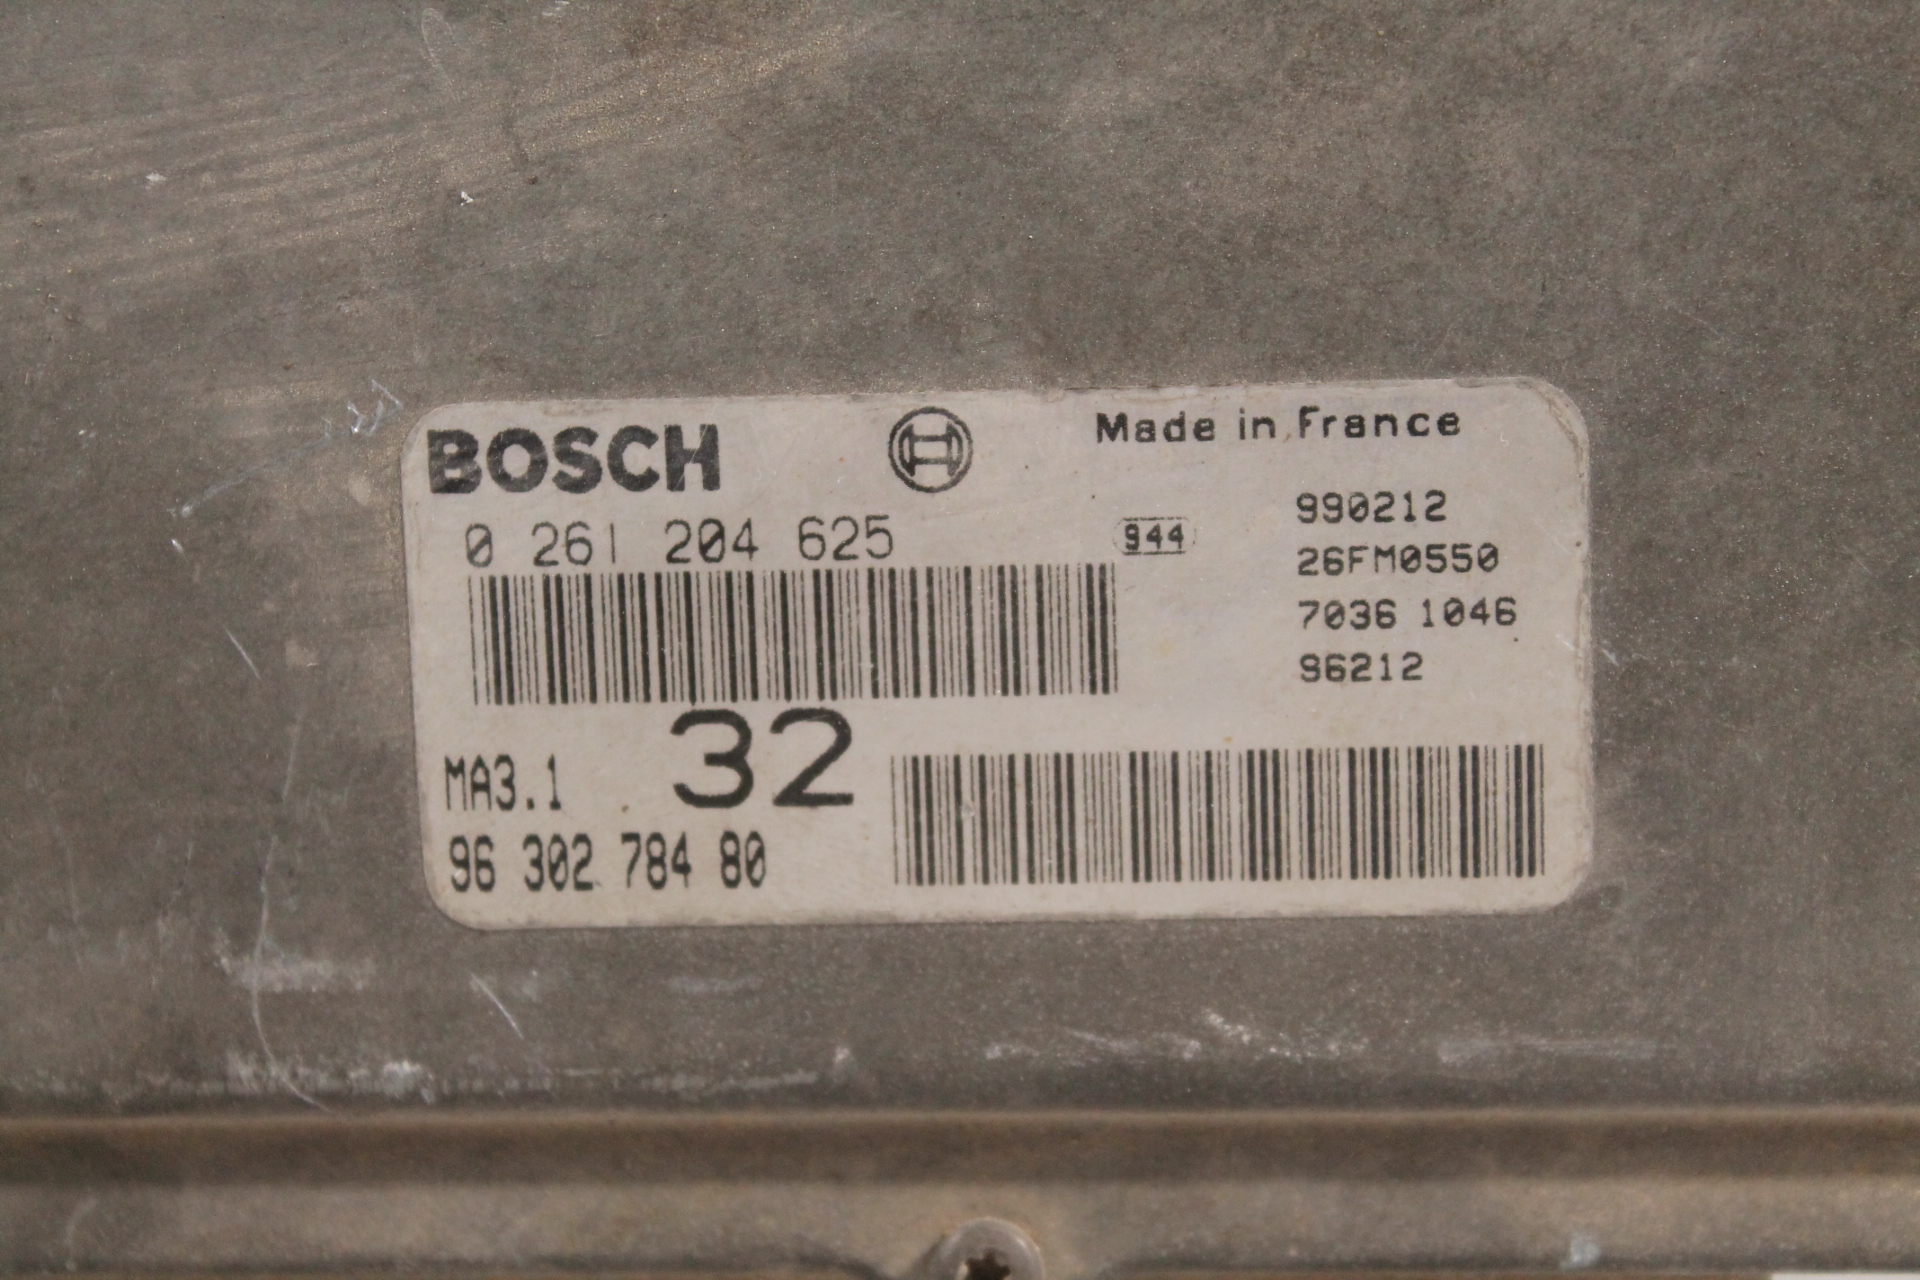 BOSCH
Made in France
0 261 204 625
944
990212
26FM0550
7036 1046
96212
MA3.1
32
96 302 784 80